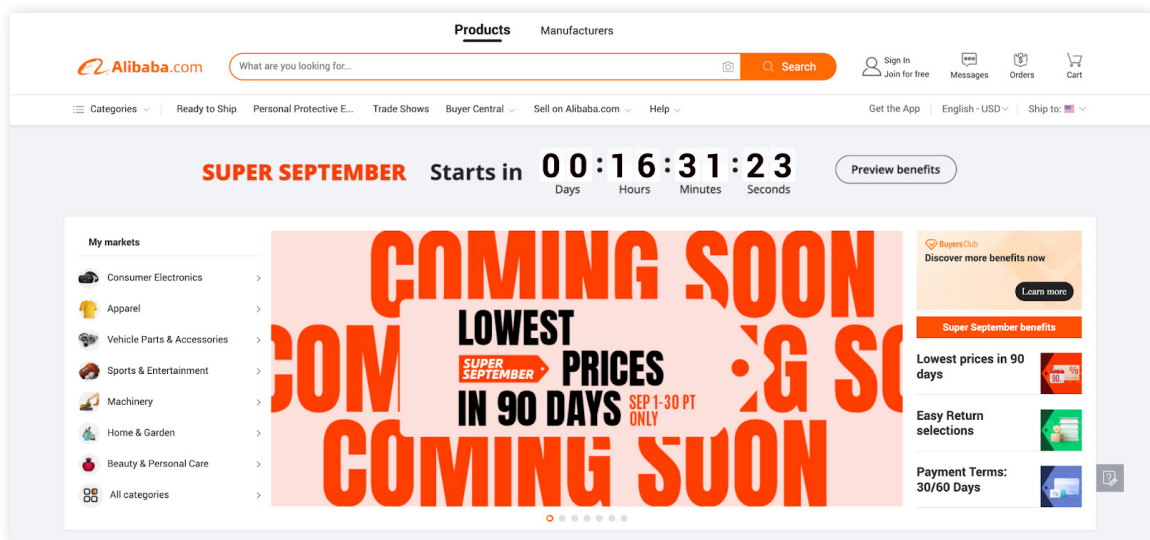 Products Manufacturers
Alibaba.com
What are you looking for...
Search
Sign In
Join for free
Messages
Orders
Cart
Categories
Ready to Ship
Personal Protective E...
Trade Shows
Buyer Central
Sell on Alibaba.com
Help
Get the App
English - USD
Ship to:
SUPER SEPTEMBER Starts in 00:16:31:23
Days Hours Minutes Seconds
Preview benefits
My markets
Consumer Electronics
Apparel
Vehicle Parts & Accessories
Sports & Entertainment
Machinery
Home & Garden
Beauty & Personal Care
All categories
COMING SOON
COMING SOON
COMING SOON
LOWEST
SUPER
SEPTEMBER
PRICES
IN 90 DAYS
SEP 1-30 PT
ONLY
BuyersClub
Discover more benefits now
Learn more
Super September benefits
Lowest prices in 90
days
Easy Return
selections
Payment Terms:
30/60 Days